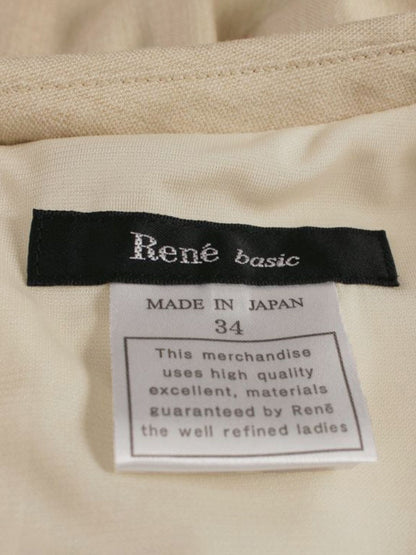 René basic
MADE IN JAPAN
34
This merchandise
uses high quality
excellent, materials
guaranteed by Renē
the well refined ladies